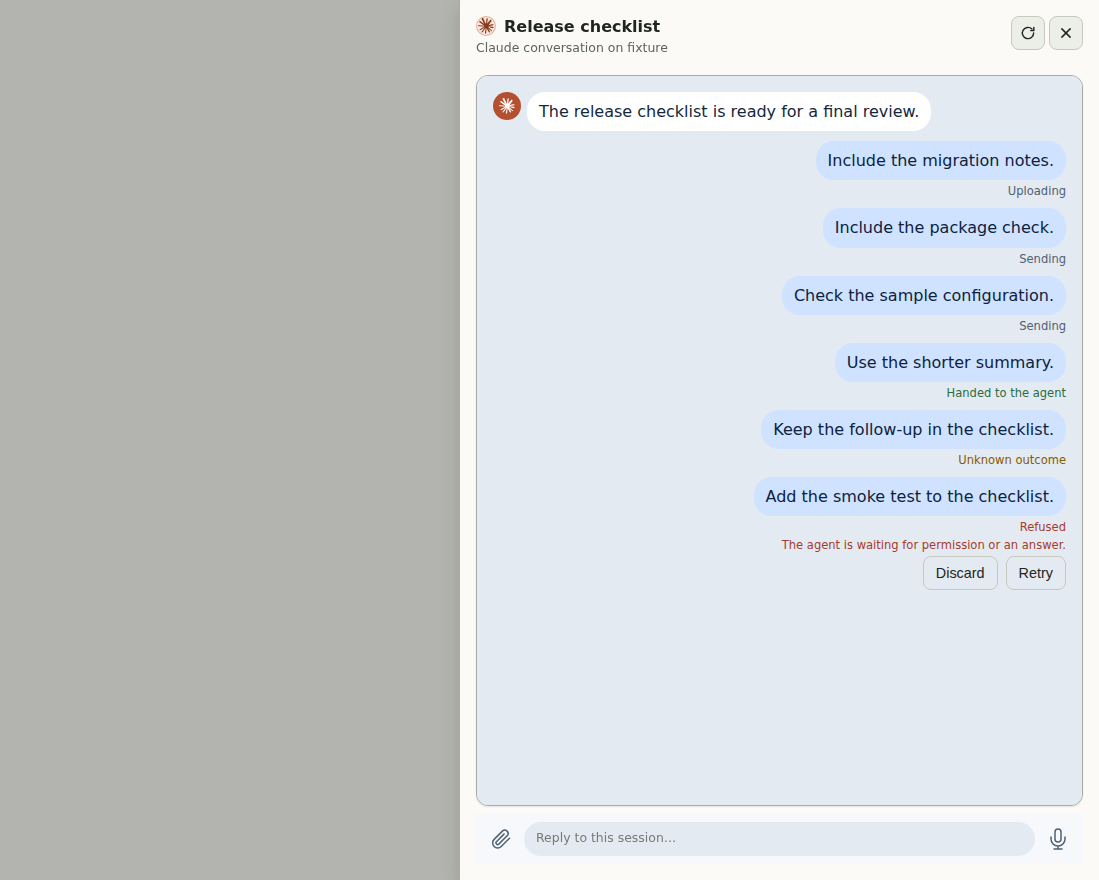 Release checklist
Claude conversation on fixture
The release checklist is ready for a final review.
Include the migration notes.
Uploading
Include the package check.
Sending
Check the sample configuration.
Sending
Use the shorter summary.
Handed to the agent
Keep the follow-up in the checklist.
Unknown outcome
Add the smoke test to the checklist.
Refused
The agent is waiting for permission or an answer.
Discard Retry
Reply to this session...